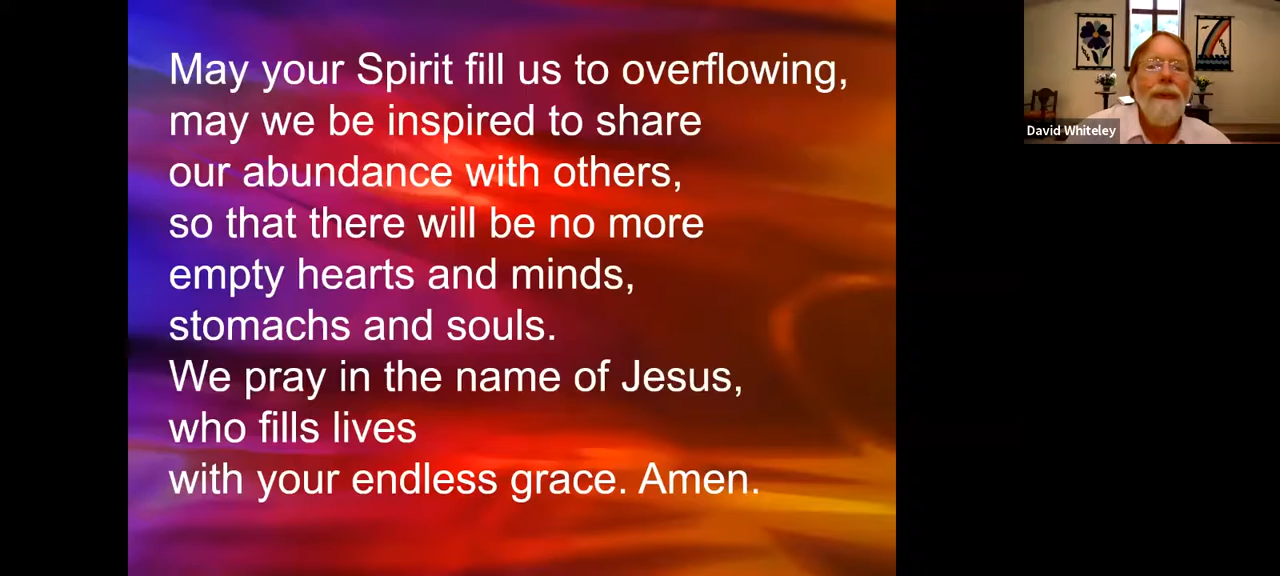 May your Spirit fill us to overflowing,
may we be inspired to share
our abundance with others,
so that there will be no more
empty hearts and minds,
stomachs and souls.
We pray in the name of Jesus,
who fills lives
with your endless grace. Amen.
David Whiteley